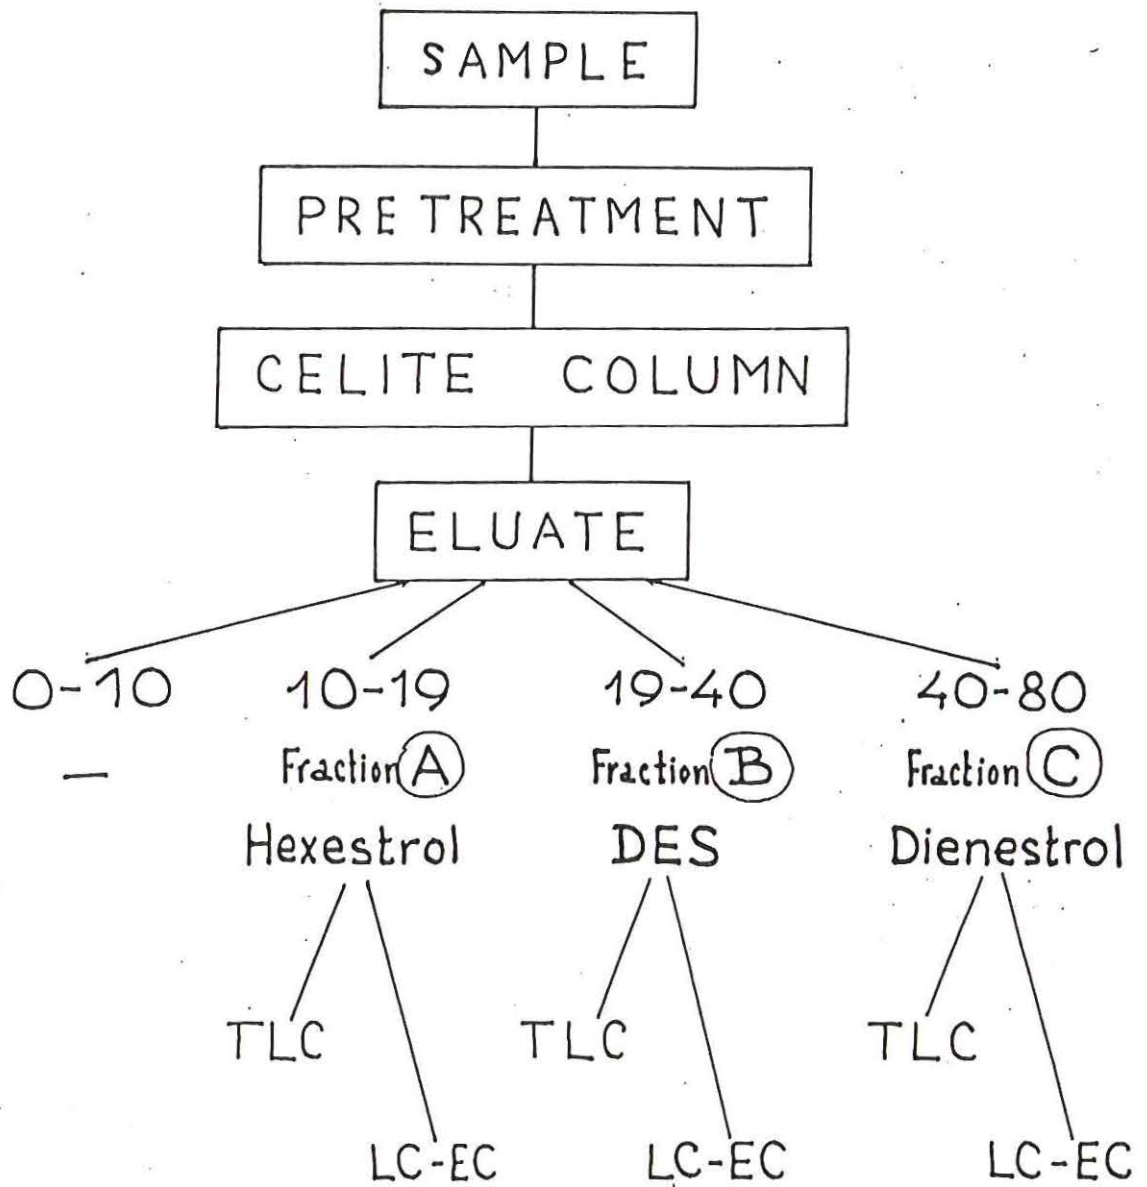 SAMPLE
PRETREATMENT
CELITE COLUMN
ELUATE
0-10 10-19 19-40 40-80
— Fraction A Fraction B Fraction C
Hexestrol DES Dienestrol
TLC TLC TLC
LC-EC LC-EC LC-EC